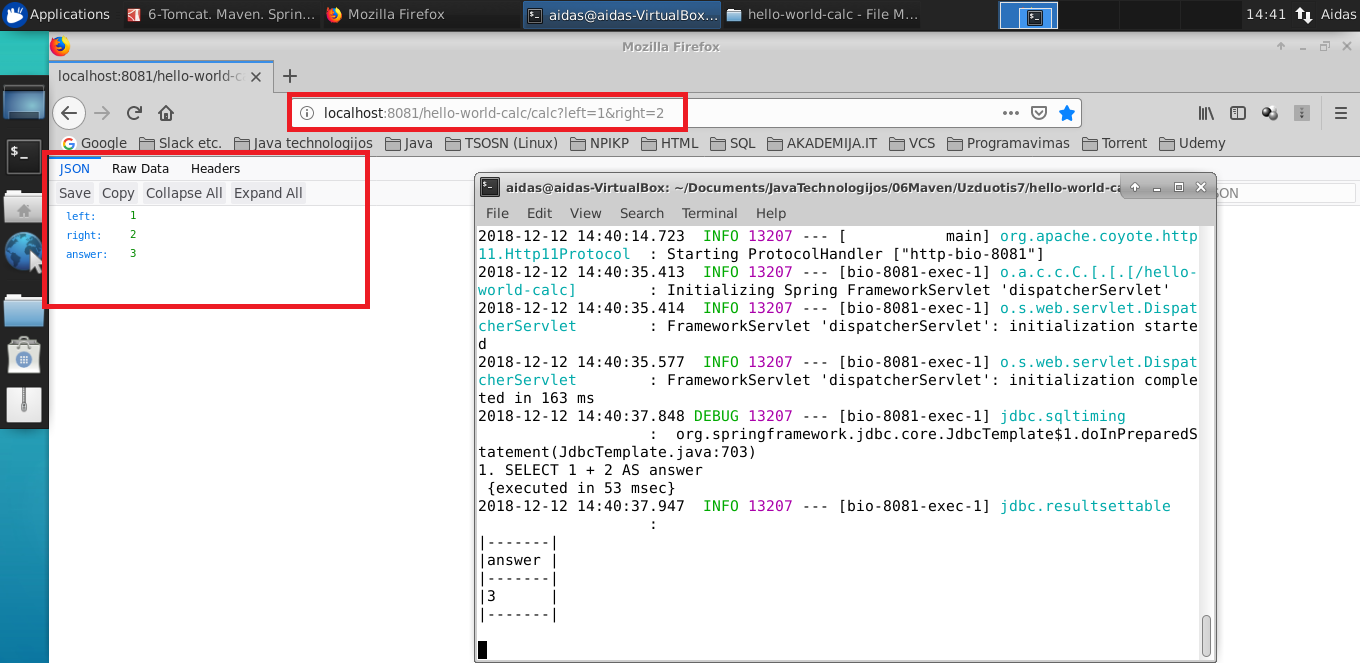 Applications 6-Tomcat. Maven. Sprin... Mozilla Firefox aidas@aidas-VirtualBox... hello-world-calc - File M... 14:41 Aidas
Mozilla Firefox
localhost:8081/hello-world-c
localhost:8081/hello-world-calc/calc?left=1&right=2
Google Slack etc. Java technologijos Java TSOSN (Linux) NPIKP HTML SQL AKADEMIJA.IT VCS Programavimas Torrent Udemy
JSON Raw Data Headers
Save Copy Collapse All Expand All
left: 1
right: 2
answer: 3
aidas@aidas-VirtualBox: ~/Documents/JavaTechnologijos/06Maven/Uzduotis7/hello-world-ca
File Edit View Search Terminal Help
2018-12-12 14:40:14.723  INFO 13207 --- [           main] org.apache.coyote.http
11.Http11Protocol  : Starting ProtocolHandler ["http-bio-8081"]
2018-12-12 14:40:35.413  INFO 13207 --- [bio-8081-exec-1] o.a.c.c.C.[.[.[/hello-
world-calc]        : Initializing Spring FrameworkServlet 'dispatcherServlet'
2018-12-12 14:40:35.414  INFO 13207 --- [bio-8081-exec-1] o.s.web.servlet.Dispat
cherServlet        : FrameworkServlet 'dispatcherServlet': initialization starte
d
2018-12-12 14:40:35.577  INFO 13207 --- [bio-8081-exec-1] o.s.web.servlet.Dispat
cherServlet        : FrameworkServlet 'dispatcherServlet': initialization comple
ted in 163 ms
2018-12-12 14:40:37.848 DEBUG 13207 --- [bio-8081-exec-1] jdbc.sqltiming
                   :  org.springframework.jdbc.core.JdbcTemplate$1.doInPreparedS
tatement(JdbcTemplate.java:703)
1. SELECT 1 + 2 AS answer
 {executed in 53 msec}
2018-12-12 14:40:37.947  INFO 13207 --- [bio-8081-exec-1] jdbc.resultsettable
                   :
|-------|
|answer |
|-------|
|3      |
|-------|